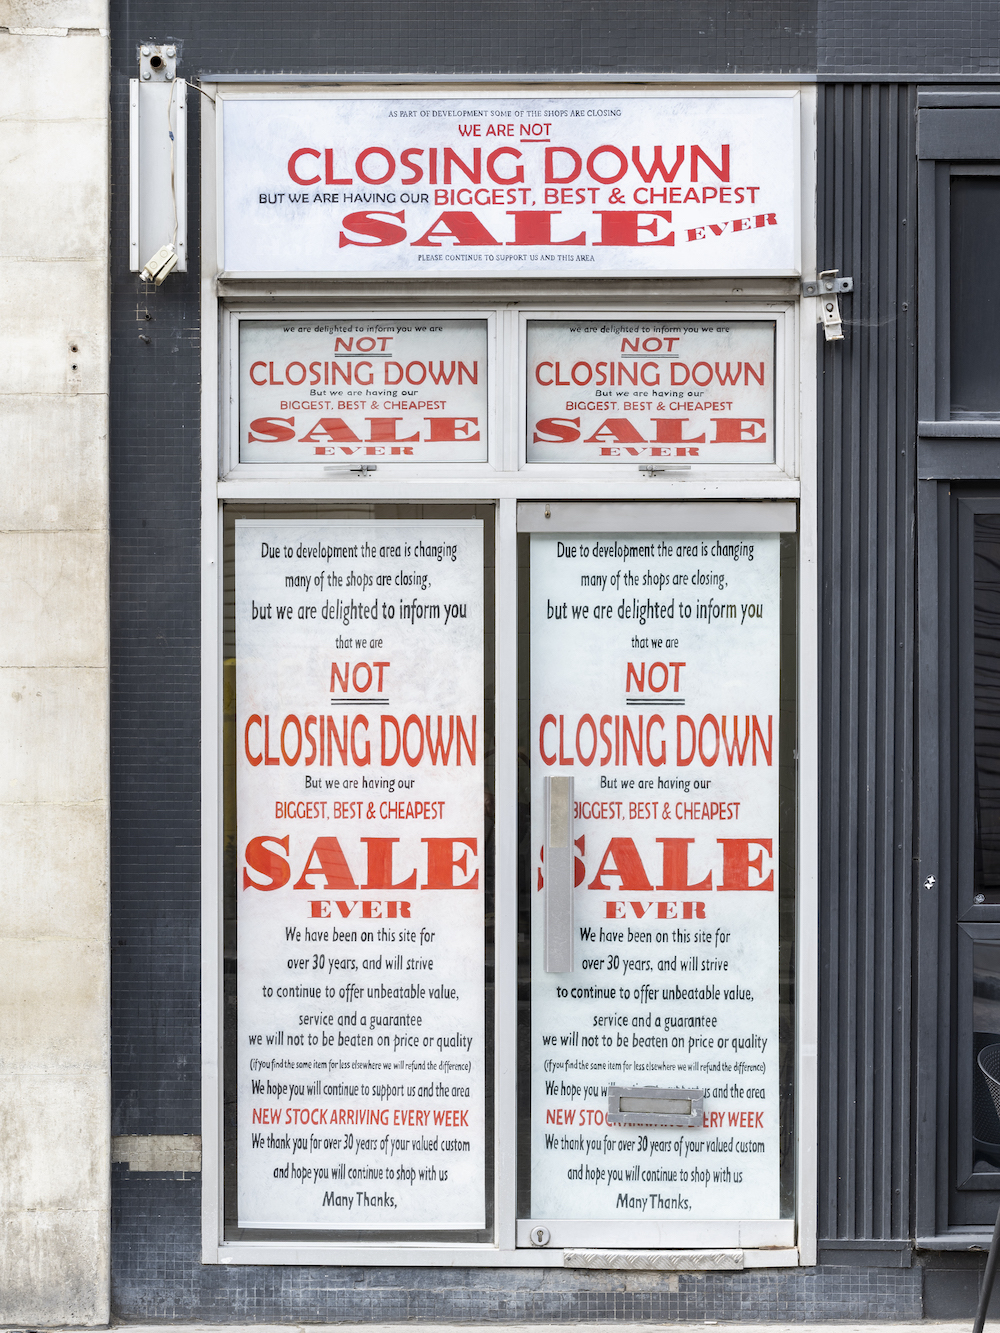 AS PART OF DEVELOPMENT SOME OF THE SHOPS ARE CLOSING
WE ARE NOT
CLOSING DOWN
BUT WE ARE HAVING OUR BIGGEST, BEST & CHEAPEST
SALE EVER
PLEASE CONTINUE TO SUPPORT US AND THIS AREA
we are delighted to inform you we are
NOT
CLOSING DOWN
But we are having our
BIGGEST, BEST & CHEAPEST
SALE
EVER
we are delighted to inform you we are
NOT
CLOSING DOWN
But we are having our
BIGGEST, BEST & CHEAPEST
SALE
EVER
Due to development the area is changing
many of the shops are closing,
but we are delighted to inform you
that we are
NOT
CLOSING DOWN
But we are having our
BIGGEST, BEST & CHEAPEST
SALE
EVER
We have been on this site for
over 30 years, and will strive
to continue to offer unbeatable value,
service and a guarantee
we will not to be beaten on price or quality
(if you find the same item for less elsewhere we will refund the difference)
We hope you will continue to support us and the area
NEW STOCK ARRIVING EVERY WEEK
We thank you for over 30 years of your valued custom
and hope you will continue to shop with us
Many Thanks,
Due to development the area is changing
many of the shops are closing,
but we are delighted to inform you
that we are
NOT
CLOSING DOWN
But we are having our
BIGGEST, BEST & CHEAPEST
SALE
EVER
We have been on this site for
over 30 years, and will strive
to continue to offer unbeatable value,
service and a guarantee
we will not to be beaten on price or quality
(if you find the same item for less elsewhere we will refund the difference)
We hope you us and the area
NEW WEEK
We thank you for over 30 years of your valued custom
and hope you will continue to shop with us
Many Thanks,